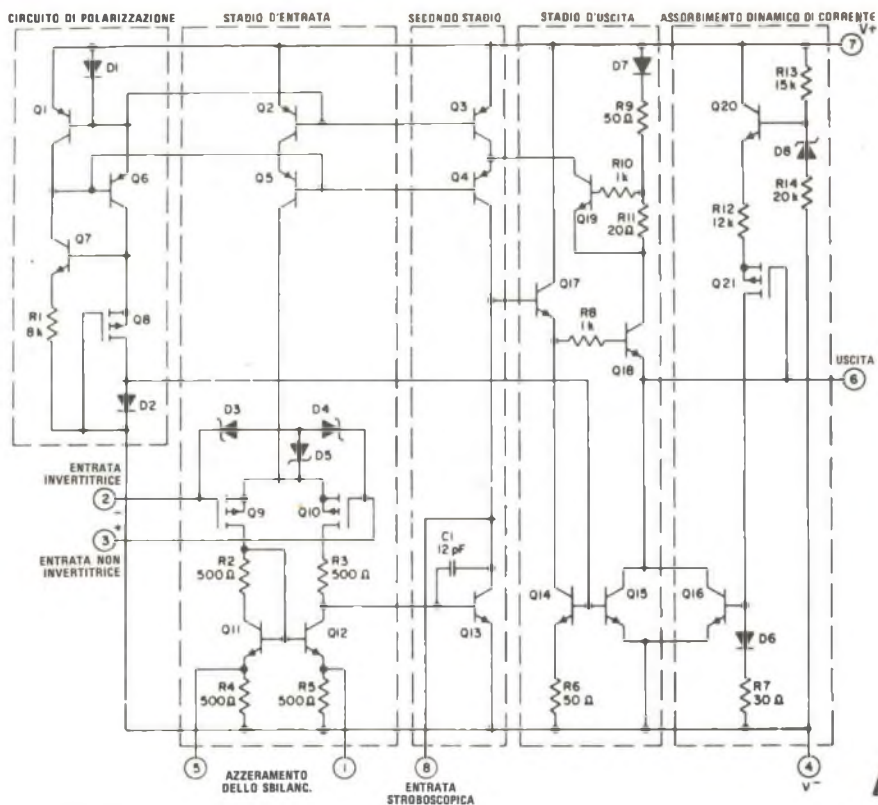 CIRCUITO DI POLARIZZAZIONE
STADIO D'ENTRATA
SECONDO STADIO
STADIO D'USCITA
ASSORBIMENTO DINAMICO DI CORRENTE
7
V+
D1
Q1
Q2
Q3
D7
R9
50Ω
Q20
R13
15k
Q6
Q5
Q4
R10
1k
Q19
R11
20Ω
D8
R14
20k
R12
12k
Q7
Q17
Q21
R1
8k
Q8
R8
1k
Q18
USCITA
6
D2
D3
D4
D5
ENTRATA
INVERTITRICE
2
-
Q9
Q10
+
3
ENTRATA NON
INVERTITRICE
R2
500Ω
R3
500Ω
C1
12pF
Q11
Q12
Q13
Q14
Q15
Q16
D6
R4
500Ω
R5
500Ω
R6
50Ω
R7
30Ω
5
AZZERAMENTO
DELLO SBILANC.
1
8
ENTRATA
STROBOSCOPICA
4
V-